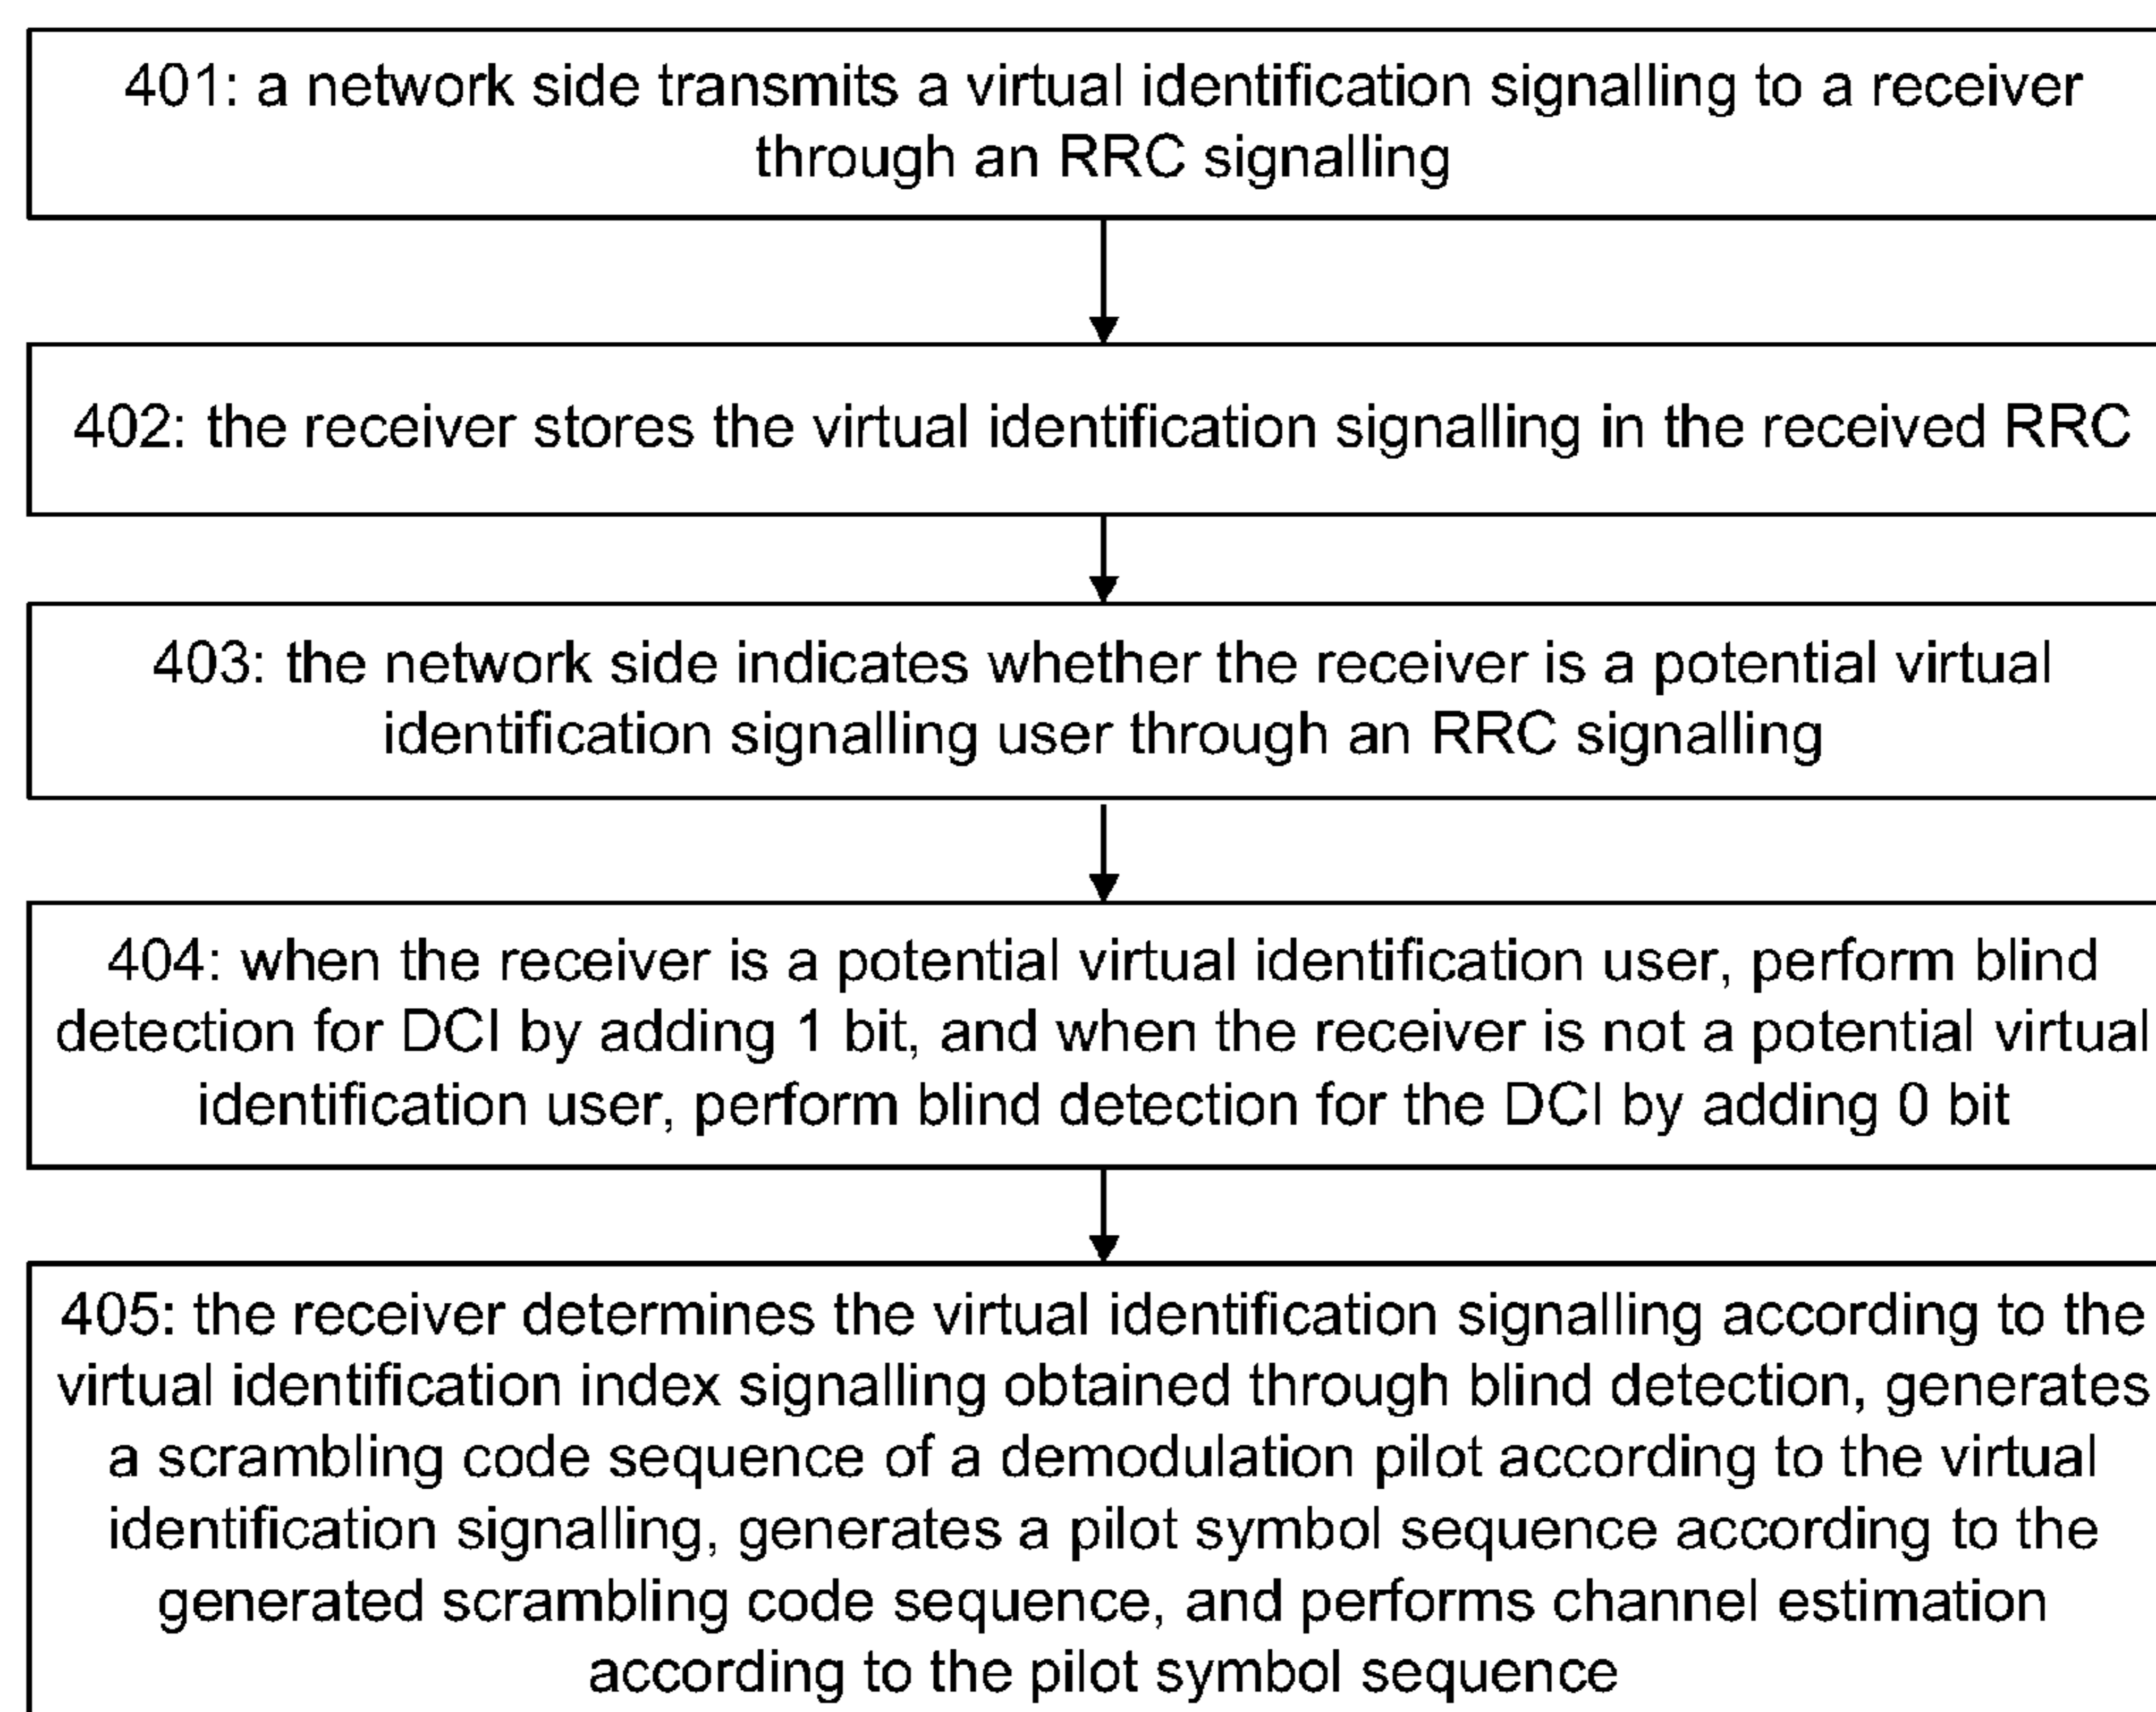 401: a network side transmits a virtual identification signalling to a receiver
through an RRC signalling
402: the receiver stores the virtual identification signalling in the received RRC
403: the network side indicates whether the receiver is a potential virtual
identification signalling user through an RRC signalling
404: when the receiver is a potential virtual identification user, perform blind
detection for DCI by adding 1 bit, and when the receiver is not a potential virtual
identification user, perform blind detection for the DCI by adding 0 bit
405: the receiver determines the virtual identification signalling according to the
virtual identification index signalling obtained through blind detection, generates
a scrambling code sequence of a demodulation pilot according to the virtual
identification signalling, generates a pilot symbol sequence according to the
generated scrambling code sequence, and performs channel estimation
according to the pilot symbol sequence